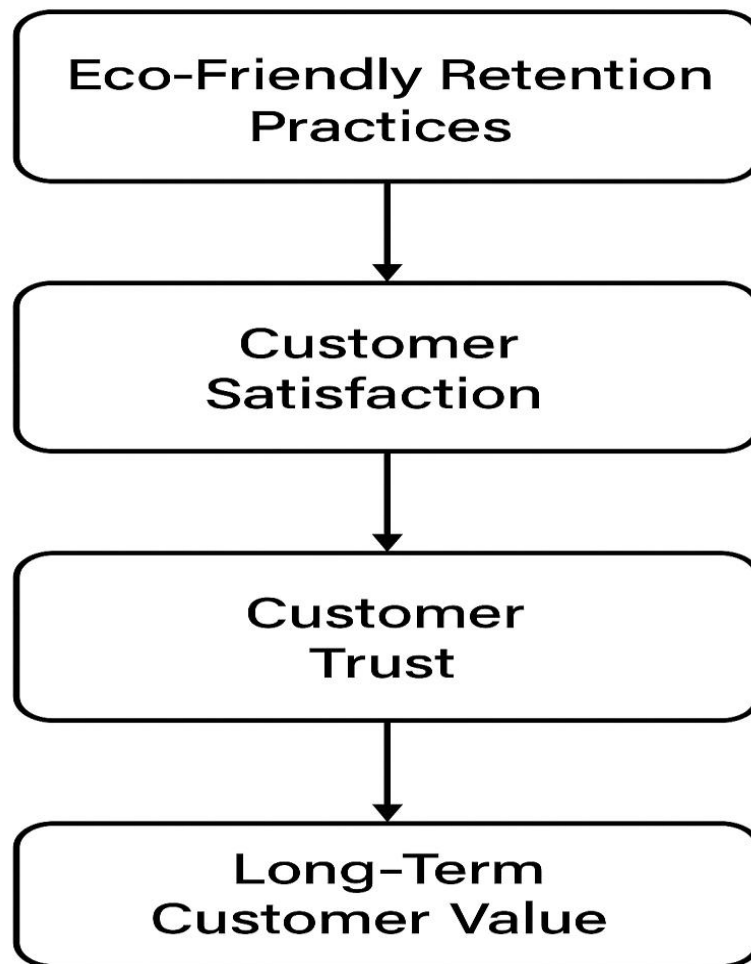 Eco-Friendly Retention
Practices
Customer
Satisfaction
Customer
Trust
Long-Term
Customer Value